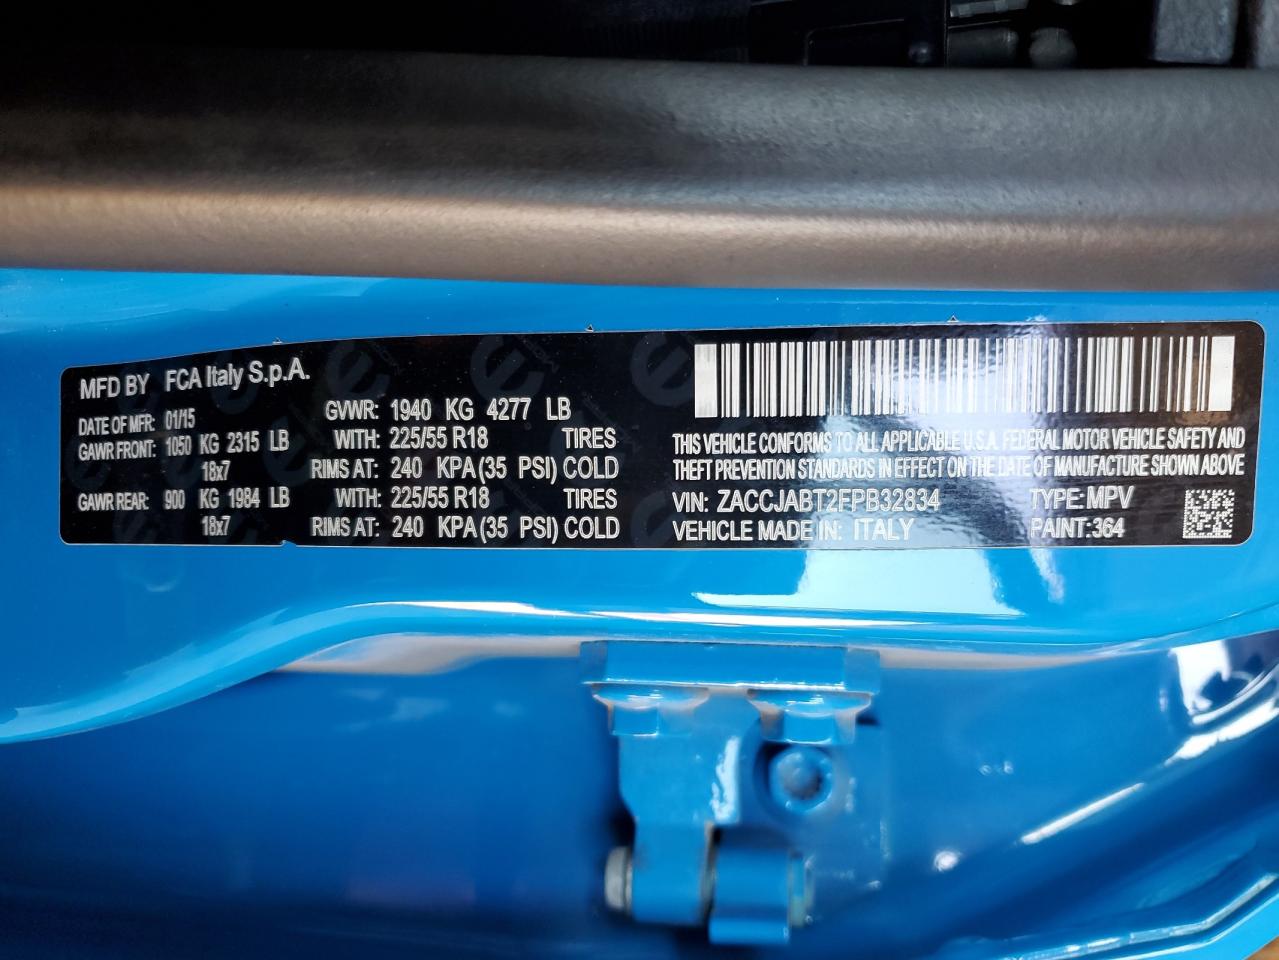 MFD BY FCA Italy S.p.A.
DATE OF MFR: 01/15 GVWR: 1940 KG 4277 LB
GAWR FRONT: 1050 KG 2315 LB WITH: 225/55 R18 TIRES
18x7 RIMS AT: 240 KPA(35 PSI) COLD
GAWR REAR: 900 KG 1984 LB WITH: 225/55 R18 TIRES
18x7 RIMS AT: 240 KPA(35 PSI) COLD
THIS VEHICLE CONFORMS TO ALL APPLICABLE U.S.A. FEDERAL MOTOR VEHICLE SAFETY AND
THEFT PREVENTION STANDARDS IN EFFECT ON THE DATE OF MANUFACTURE SHOWN ABOVE
VIN: ZACCJABT2FPB32834 TYPE: MPV
VEHICLE MADE IN: ITALY PAINT:364